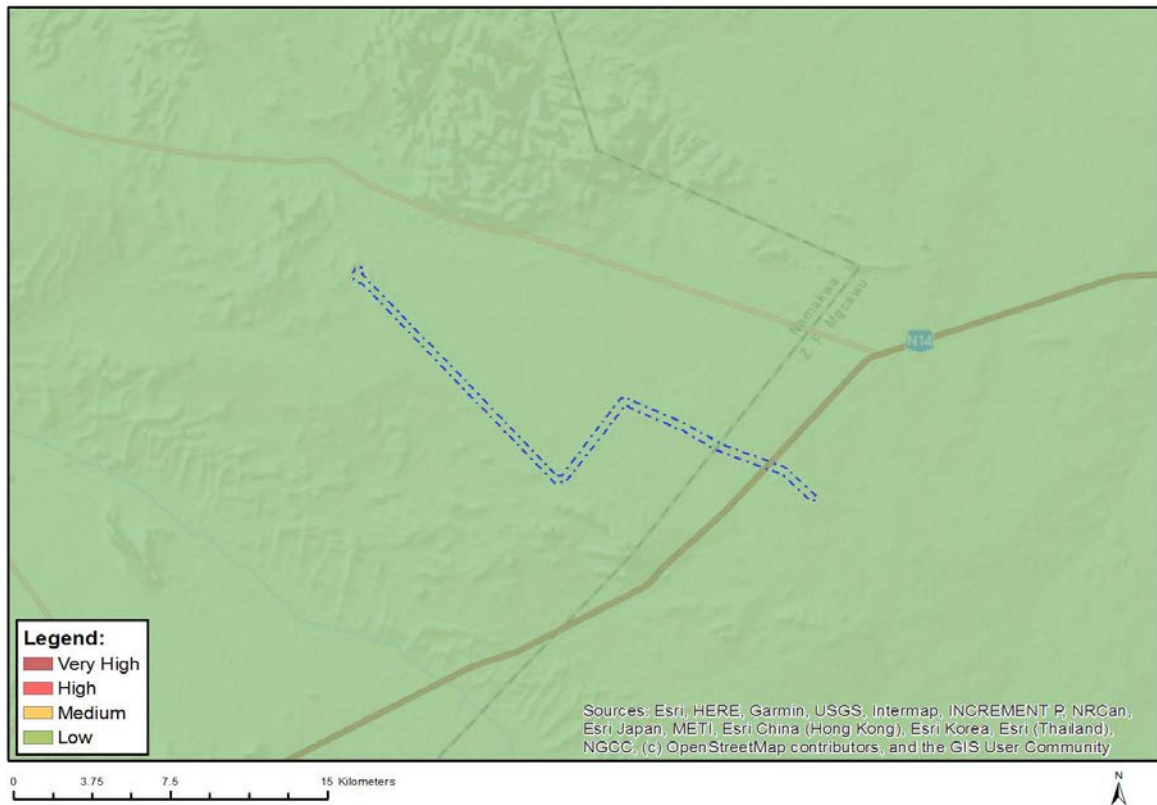 Namakwa
Z. F. Mgcawu
N14
Legend:
Very High
High
Medium
Low
Sources: Esri, HERE, Garmin, USGS, Intermap, INCREMENT P, NRCan,
Esri Japan, METI, Esri China (Hong Kong), Esri Korea, Esri (Thailand),
NGCC, (c) OpenStreetMap contributors, and the GIS User Community
0 3.75 7.5 15 Kilometers
N